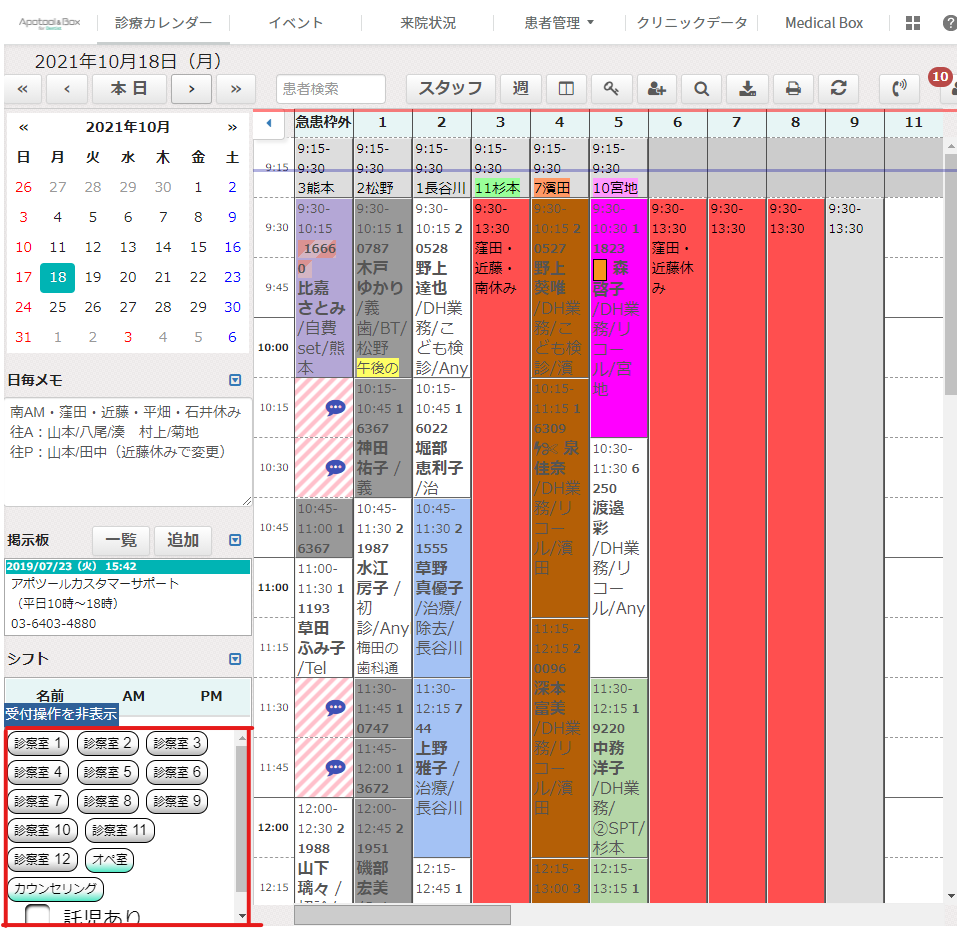 Apotool&Box
for Dentists
診療カレンダー
イベント
来院状況
患者管理
クリニックデータ
Medical Box
2021年10月18日（月）
«
‹
本日
›
»
患者検索
スタッフ
週
10
« 2021年10月 »
日 月 火 水 木 金 土
26 27 28 29 30 1 2
3 4 5 6 7 8 9
10 11 12 13 14 15 16
17 18 19 20 21 22 23
24 25 26 27 28 29 30
31 1 2 3 4 5 6
日毎メモ
南AM・窪田・近藤・平畑・石井休み
往A：山本/八尾/湊　村上/菊地
往P：山本/田中（近藤休みで変更）
掲示板
一覧
追加
2019/07/23（火）15:42
アポツールカスタマーサポート
（平日10時～18時）
03-6403-4880
シフト
名前 AM PM
受付操作を非表示
診察室 1 診察室 2 診察室 3
診察室 4 診察室 5 診察室 6
診察室 7 診察室 8 診察室 9
診察室 10 診察室 11
診察室 12 オペ室
カウンセリング
託児あり
急患枠外 1 2 3 4 5 6 7 8 9 11
9:15
9:30
9:45
10:00
10:15
10:30
10:45
11:00
11:15
11:30
11:45
12:00
12:15
9:15-
9:30
3熊本
9:30-
10:15
1666
0
比嘉
さとみ
/自費
set/熊
本
10:45-
11:00 1
6367
11:00-
11:30 1
1193
草田
ふみ子
/Tel
12:00-
12:30 2
1988
山下
璃々 /
9:15-
9:30
2松野
9:30-
10:15 1
0787
木戸
ゆかり
/義
歯/BT/
松野
午後の
10:15-
10:45 1
6367
神田
祐子 /
義
10:45-
11:30 2
1987
水江
房子 /
初
診/Any
梅田の
歯科通
11:30-
11:45 1
0747
11:45-
12:00 1
3672
12:00-
12:45 2
1951
磯部
宏美
9:15-
9:30
1長谷川
9:30-
10:15 2
0528
野上
達也
/DH業
務/こ
ども検
診/Any
10:15-
10:45 1
6022
堀部
恵利子
/治
10:45-
11:30 2
1555
草野
真優子
/治療/
除去/
長谷川
11:30-
12:15 7
44
上野
雅子 /
治療/
長谷川
12:15-
12:45 1
9:15-
9:30
11杉本
9:30-
13:30
窪田・
近藤・
南休み
9:15-
9:30
7濱田
9:30-
10:15 2
0527
野上
葵唯
/DH業
務/こ
ども検
診/濱
10:15-
11:15 1
6309
泉
佳奈
/DH業
務/リ
コー
ル/濱
田
11:15-
12:15 2
0096
深本
富美
/DH業
務/リ
コー
ル/濱
田
12:15-
13:00 3
9:15-
9:30
10宮地
9:30-
10:30 1
1823
森
啓子
/DH業
務/リ
コー
ル/宮
地
10:30-
11:30 6
250
渡邉
彩
/DH業
務/リ
コー
ル/Any
11:30-
12:15 1
9220
中務
洋子
/DH業
務/
②SPT/
杉本
12:15-
13:15 1
9:30-
13:30
窪田・
近藤休
み
9:30-
13:30
9:30-
13:30
9:30-
13:30